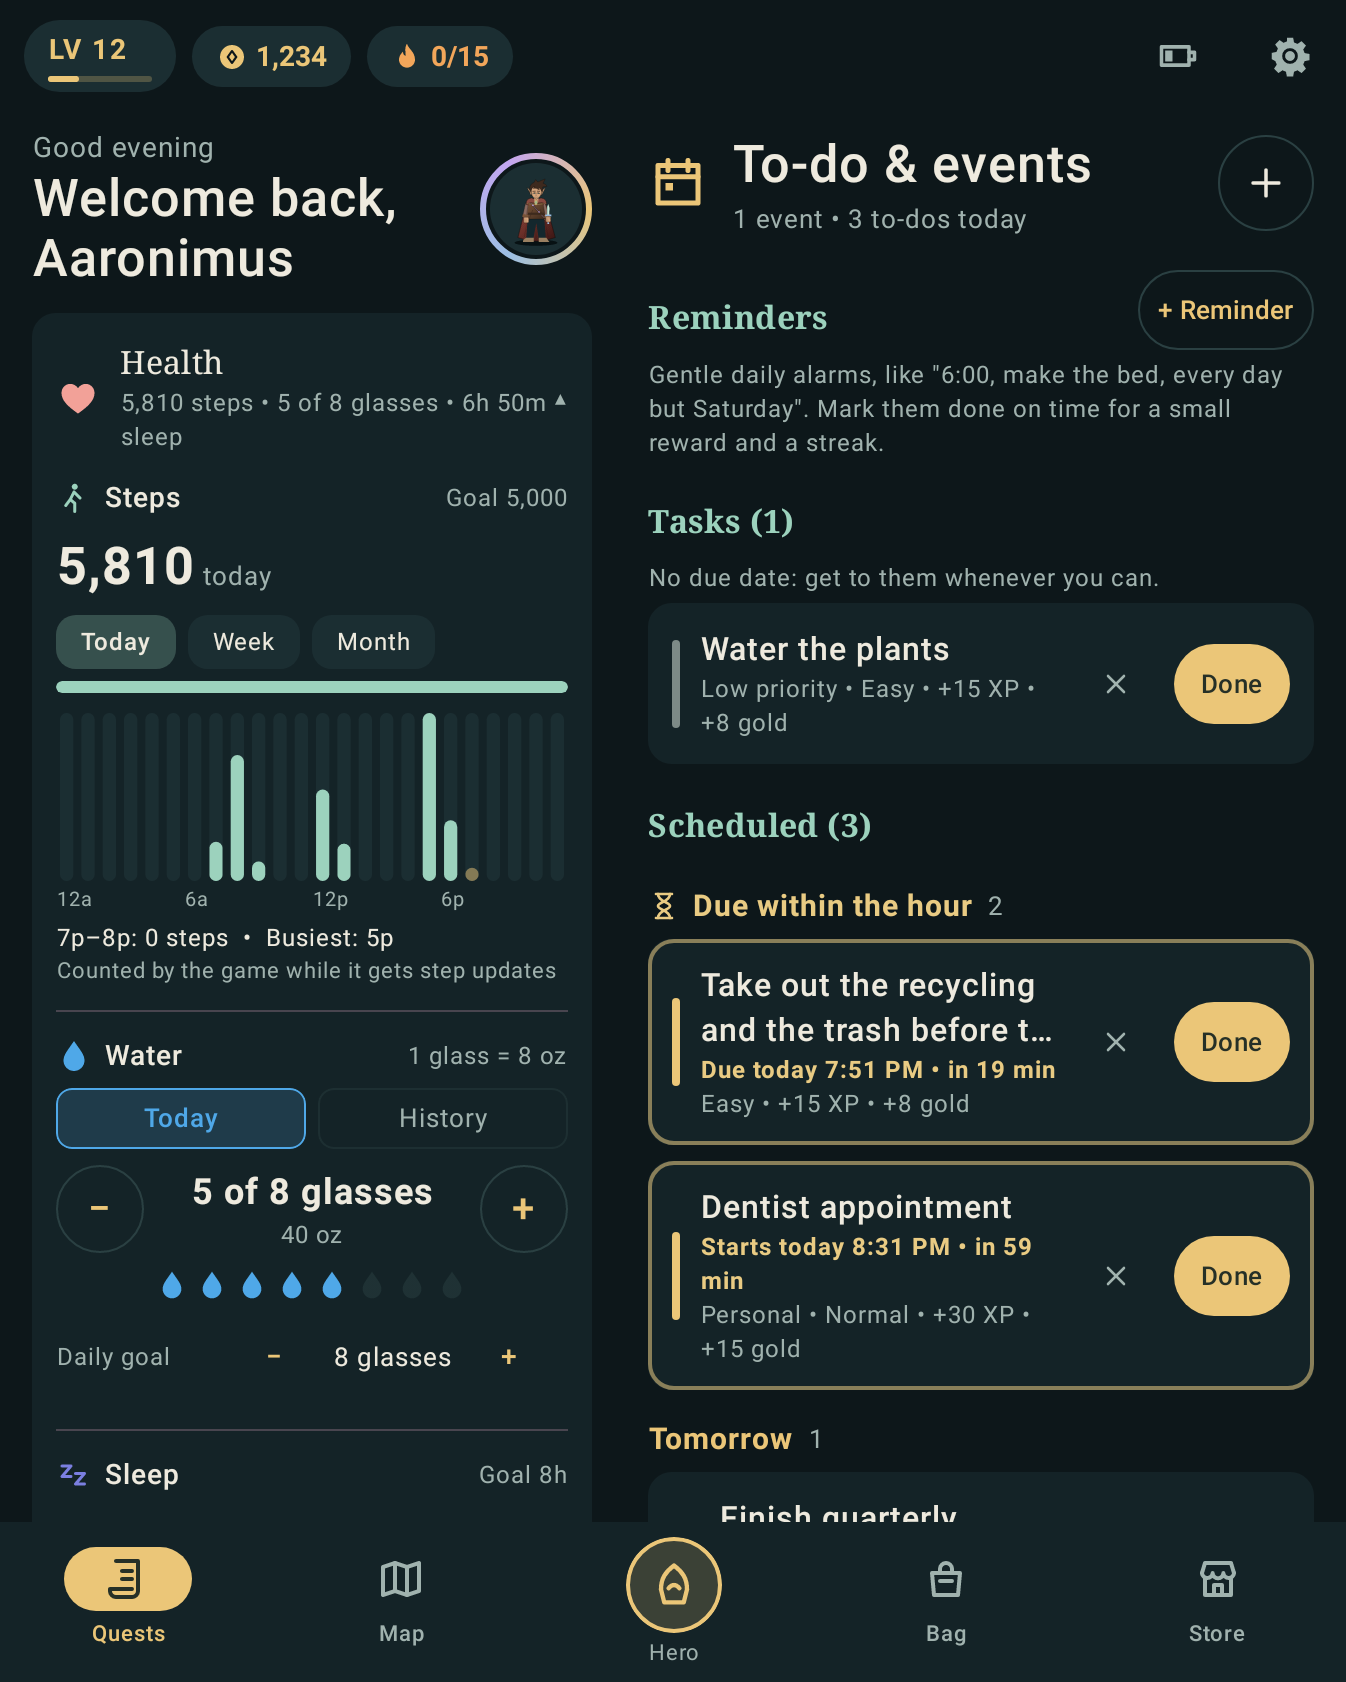 LV 12
1,234
0/15
Good evening
Welcome back,
Aaronimus
Health
5,810 steps • 5 of 8 glasses • 6h 50m
sleep
Steps
Goal 5,000
5,810 today
Today
Week
Month
12a
6a
12p
6p
7p–8p: 0 steps • Busiest: 5p
Counted by the game while it gets step updates
Water
1 glass = 8 oz
Today
History
−
5 of 8 glasses
+
40 oz
Daily goal
−
8 glasses
+
zz
Sleep
Goal 8h
To-do & events
1 event • 3 to-dos today
+
Reminders
+ Reminder
Gentle daily alarms, like "6:00, make the bed, every day
but Saturday". Mark them done on time for a small
reward and a streak.
Tasks (1)
No due date: get to them whenever you can.
Water the plants
Low priority • Easy • +15 XP •
+8 gold
Done
Scheduled (3)
Due within the hour 2
Take out the recycling
and the trash before t…
Due today 7:51 PM • in 19 min
Easy • +15 XP • +8 gold
Done
Dentist appointment
Starts today 8:31 PM • in 59
min
Personal • Normal • +30 XP •
+15 gold
Done
Tomorrow 1
Finish quarterly
Quests
Map
Hero
Bag
Store